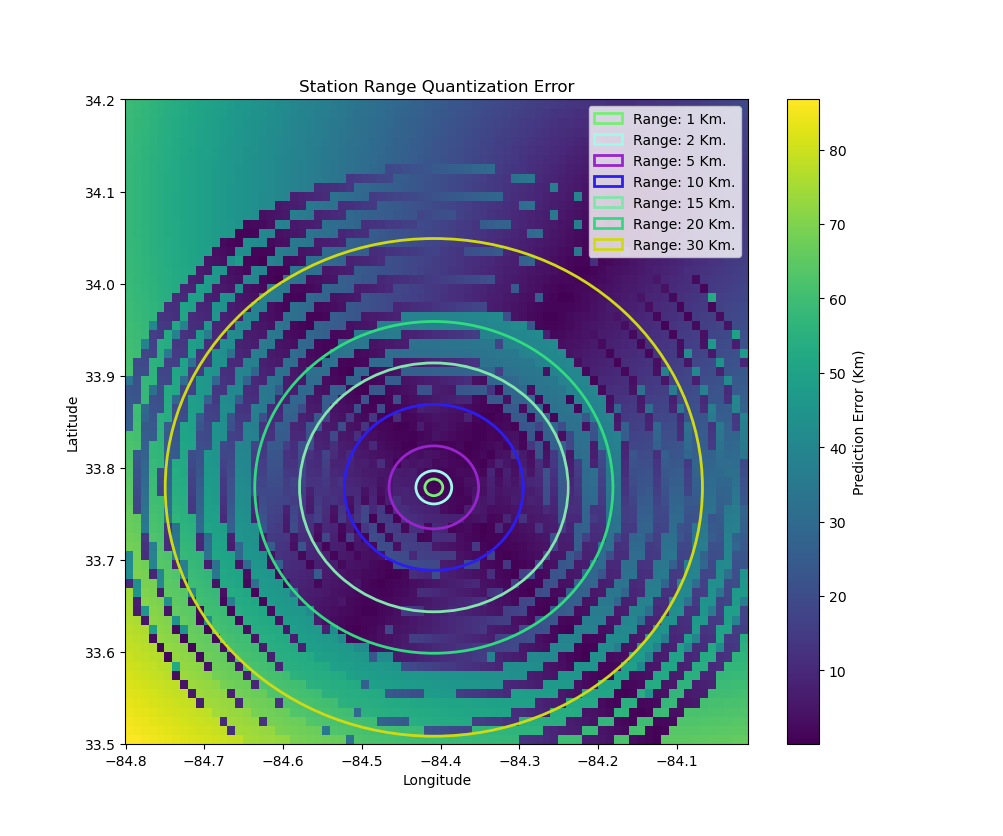 Station Range Quantization Error
Range: 1 Km.
Range: 2 Km.
Range: 5 Km.
Range: 10 Km.
Range: 15 Km.
Range: 20 Km.
Range: 30 Km.
34.2
34.1
34.0
33.9
33.8
33.7
33.6
33.5
Latitude
−84.8 −84.7 −84.6 −84.5 −84.4 −84.3 −84.2 −84.1
Longitude
80
70
60
50
40
30
20
10
Prediction Error (Km)